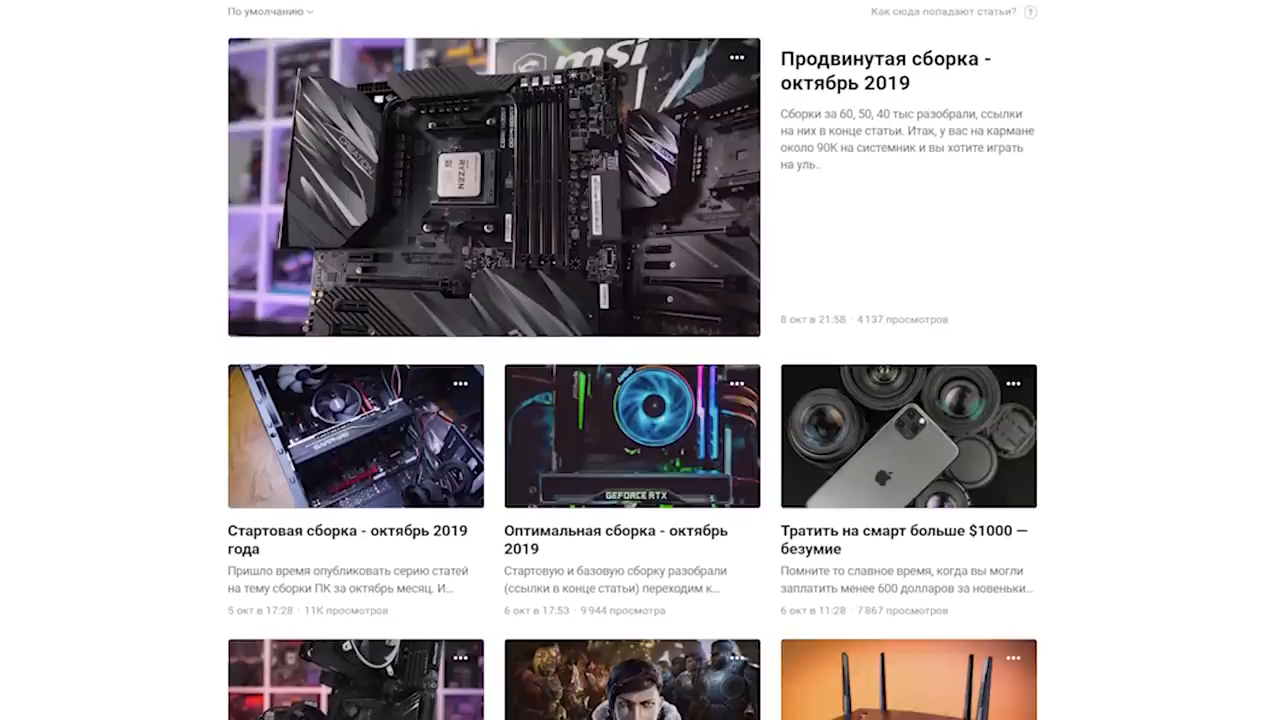 По умолчанию
Как сюда попадают статьи? ?
msi
CREATION
RYZEN
Продвинутая сборка -
октябрь 2019
Сборки за 60, 50, 40 тыс разобрали, ссылки
на них в конце статьи. Итак, у вас на кармане
около 90К на системник и вы хотите играть
на уль..
8 окт в 21:58 · 4 137 просмотров
SAPPHIRE
GEFORCE RTX
Стартовая сборка - октябрь 2019
года
Пришло время опубликовать серию статей
на тему сборки ПК за октябрь месяц. И...
5 окт в 17:28 · 11K просмотров
Оптимальная сборка - октябрь
2019
Стартовую и базовую сборку разобрали
(ссылки в конце статьи) переходим к...
6 окт в 17:53 · 9 944 просмотра
Тратить на смарт больше $1000 —
безумие
Помните то славное время, когда вы могли
заплатить менее 600 долларов за новеньки...
6 окт в 11:28 · 7 867 просмотров